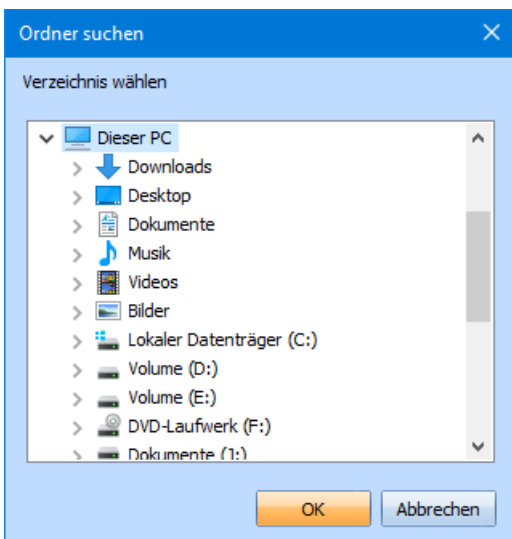 Ordner suchen
Verzeichnis wählen
Dieser PC
Downloads
Desktop
Dokumente
Musik
Videos
Bilder
Lokaler Datenträger (C:)
Volume (D:)
Volume (E:)
DVD-Laufwerk (F:)
Dokumente (J:)
OK Abbrechen